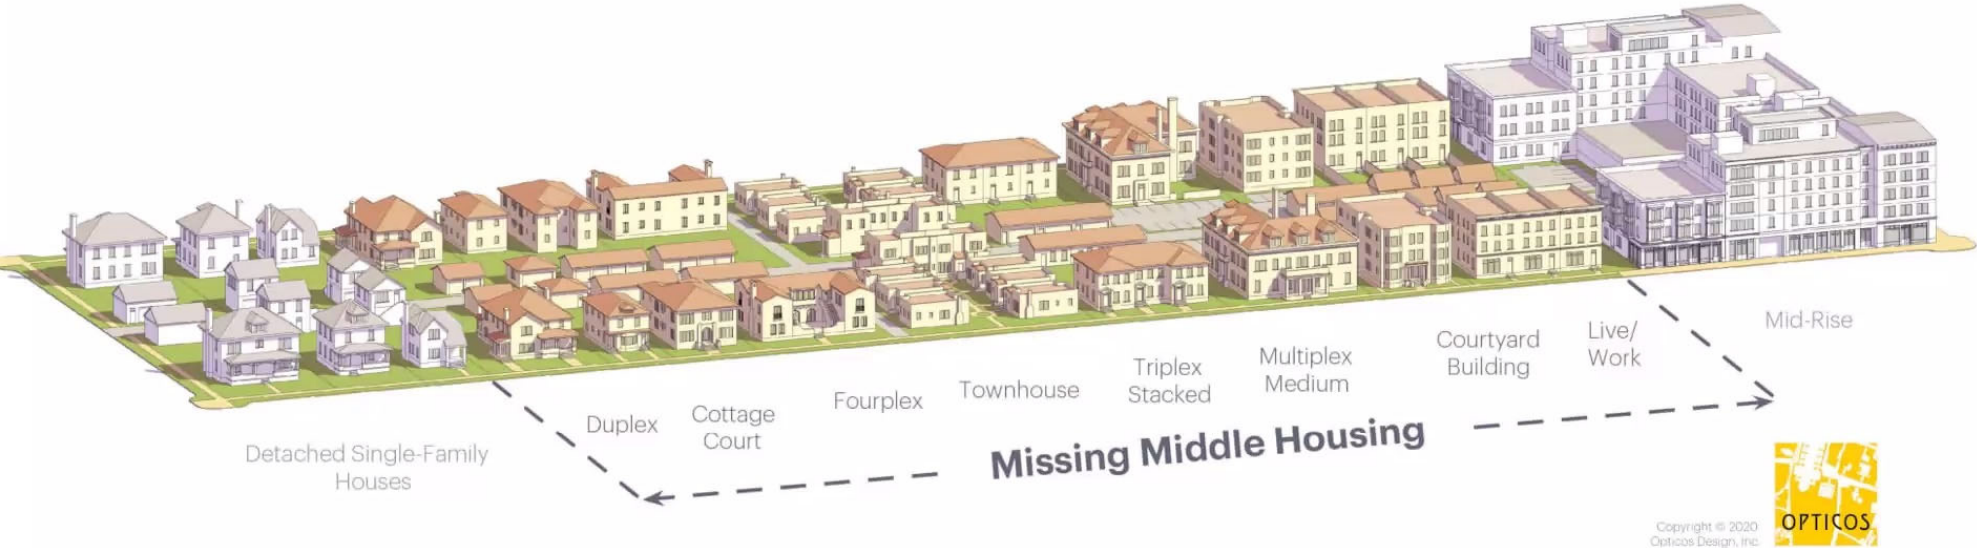 Detached Single-Family
Houses
Duplex
Cottage
Court
Fourplex
Townhouse
Triplex
Stacked
Multiplex
Medium
Courtyard
Building
Live/
Work
Mid-Rise
Missing Middle Housing
OPTICOS
Copyright © 2020
Opticos Design, Inc.